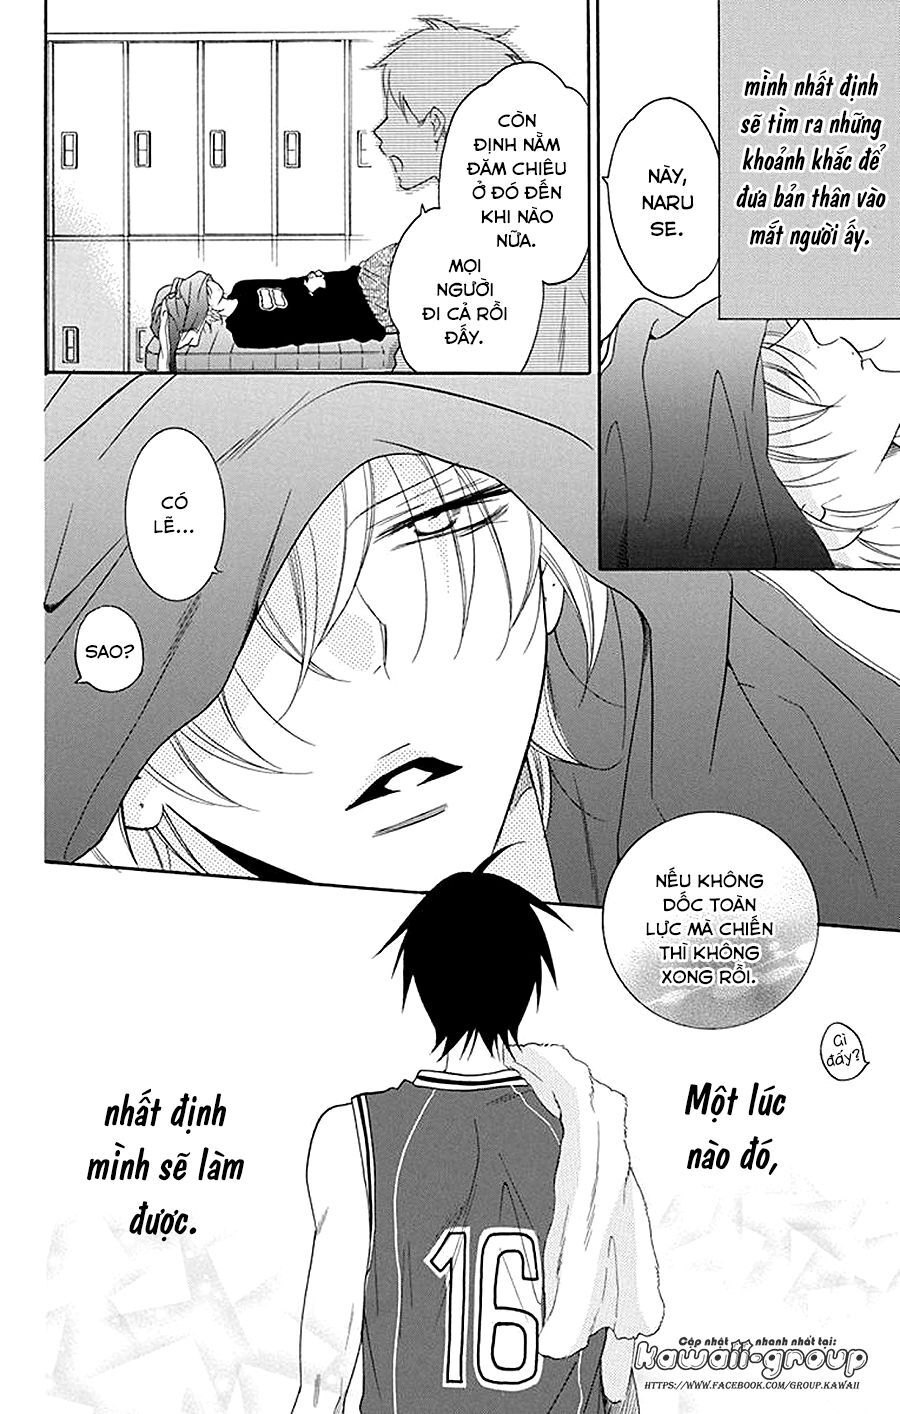 mình nhất định
sẽ tìm ra những
khoảnh khắc để
đưa bản thân vào
mắt người ấy.
NÀY,
NARU
SE.
CÒN
ĐỊNH NẰM
ĐĂM CHIÊU
Ở ĐÓ ĐẾN
KHI NÀO
NỮA.
MỌI
NGƯỜI
ĐI CẢ RỒI
ĐẤY.
CÓ
LẼ...
SAO?
NẾU KHÔNG
DỐC TOÀN
LỰC MÀ CHIẾN
THÌ KHÔNG
XONG RỒI.
Gì
đấy?
Một lúc
nào đó,
nhất định
mình sẽ làm
được.
16
Cập nhật nhanh nhất tại:
kawaii-group
HTTPS://WWW.FACEBOOK.COM/GROUP.KAWAII